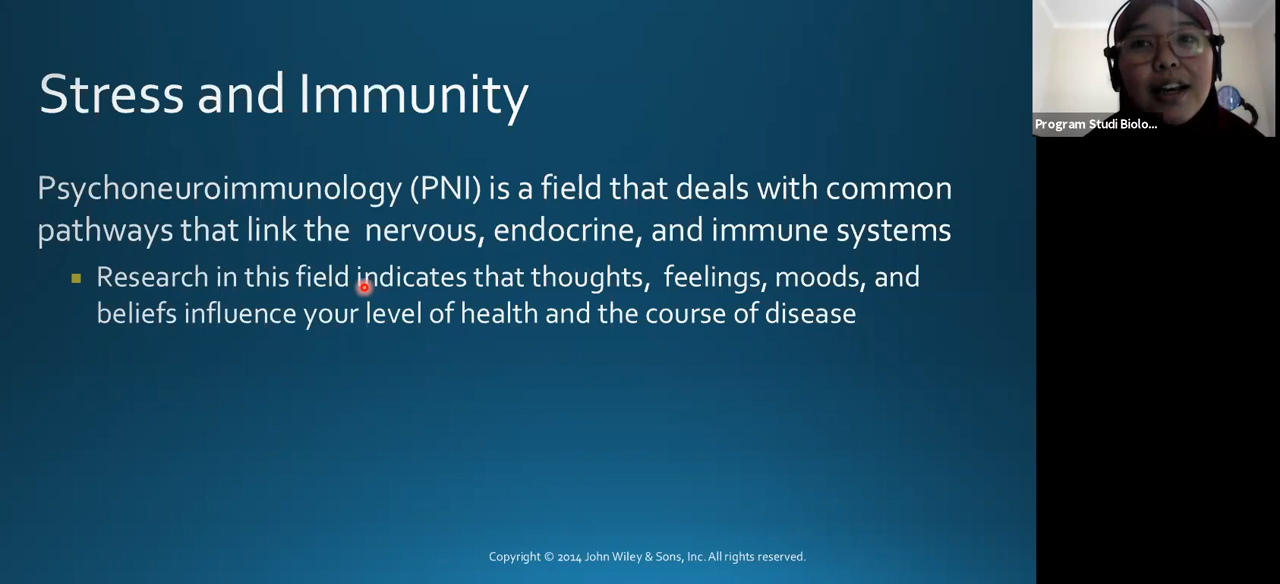 Stress and Immunity
Psychoneuroimmunology (PNI) is a field that deals with common
pathways that link the nervous, endocrine, and immune systems
Research in this field indicates that thoughts, feelings, moods, and
beliefs influence your level of health and the course of disease
Copyright © 2014 John Wiley & Sons, Inc. All rights reserved.
Program Studi Biolo...